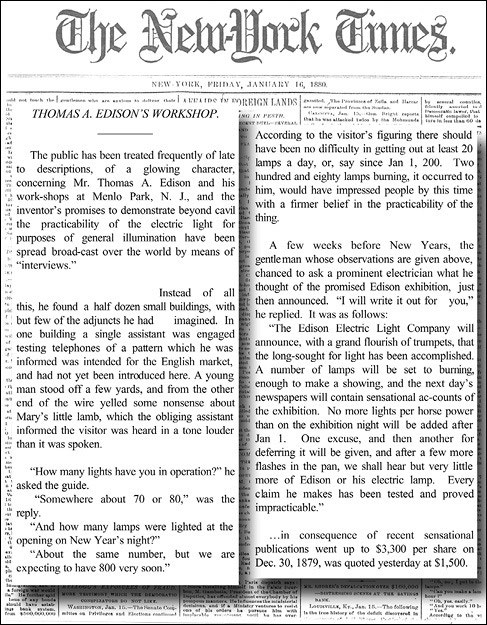 The New-York Times.
NEW-YORK, FRIDAY, JANUARY 16, 1880.
AFFAIRS IN FOREIGN LANDS
THOMAS A. EDISON'S WORKSHOP.
The public has been treated frequently of late
to descriptions, of a glowing character,
concerning Mr. Thomas A. Edison and his
work-shops at Menlo Park, N. J., and the
inventor's promises to demonstrate beyond cavil
the practicability of the electric light for
purposes of general illumination have been
spread broad-cast over the world by means of
"interviews."
Instead of all
this, he found a half dozen small buildings, with
but few of the adjuncts he had imagined. In
one building a single assistant was engaged
testing telephones of a pattern which he was
informed was intended for the English market,
and had not yet been introduced here. A young
man stood off a few yards, and from the other
end of the wire yelled some nonsense about
Mary's little lamb, which the obliging assistant
informed the visitor was heard in a tone louder
than it was spoken.
"How many lights have you in operation?" he
asked the guide.
"Somewhere about 70 or 80," was the
reply.
"And how many lamps were lighted at the
opening on New Year's night?"
"About the same number, but we are
expecting to have 800 very soon."
According to the visitor's figuring there should
have been no difficulty in getting out at least 20
lamps a day, or, say since Jan 1, 200. Two
hundred and eighty lamps burning, it occurred to
him, would have impressed people by this time
with a firmer belief in the practicability of the
thing.
A few weeks before New Years, the
gentleman whose observations are given above,
chanced to ask a prominent electrician what he
thought of the promised Edison exhibition, just
then announced. "I will write it out for you,"
he replied. It was as follows:
"The Edison Electric Light Company will
announce, with a grand flourish of trumpets, that
the long-sought for light has been accomplished.
A number of lamps will be set to burning,
enough to make a showing, and the next day's
newspapers will contain sensational ac-counts of
the exhibition. No more lights per horse power
than on the exhibition night will be added after
Jan 1. One excuse, and then another for
deferring it will be given, and after a few more
flashes in the pan, we shall hear but very little
more of Edison or his electric lamp. Every
claim he makes has been tested and proved
impracticable."
…in consequence of recent sensational
publications went up to $3,300 per share on
Dec. 30, 1879, was quoted yesterday at $1,500.